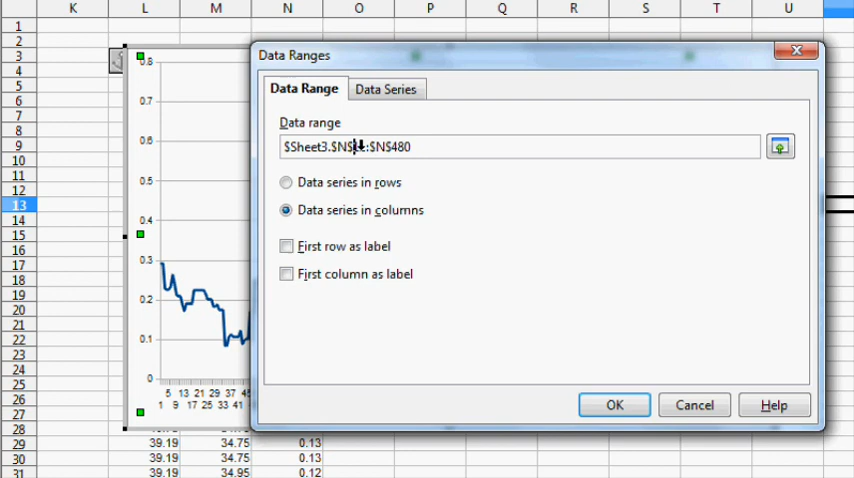 K L M N O P Q R S T U
1
2
3
4
5
6
7
8
9
10
11
12
13
14
15
16
17
18
19
20
21
22
23
24
25
26
27
28
29 39.19 34.75 0.13
30 39.19 34.75 0.13
31 39.19 34.95 0.12
0.8
0.7
0.6
0.5
0.4
0.3
0.2
0.1
0
5 13 21 29 37 45
1 9 17 25 33 41
Data Ranges
Data Range Data Series
Data range
:$N$480
$Sheet3.$N$
Data series in rows
Data series in columns
First row as label
First column as label
OK Cancel Help